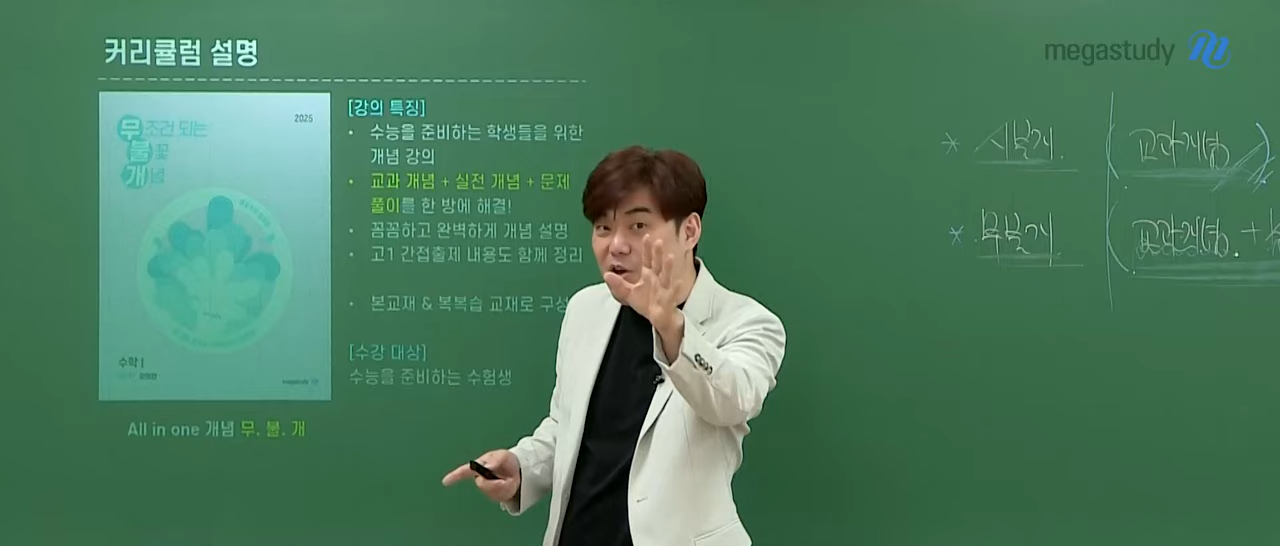 커리큘럼 설명
megastudy
2025
무조건 되는
불꽃
개념
수학 I
megastudy
All in one 개념 무. 불. 개
[강의 특징]
• 수능을 준비하는 학생들을 위한
개념 강의
• 교과 개념 + 실전 개념 + 문제
풀이를 한 방에 해결!
• 꼼꼼하고 완벽하게 개념 설명
• 고1 간접출제 내용도 함께 정리
• 본교재 & 복복습 교재로 구성
[수강 대상]
수능을 준비하는 수험생
* 시발개 (교과개념)
* 무불개 (교과개념 +